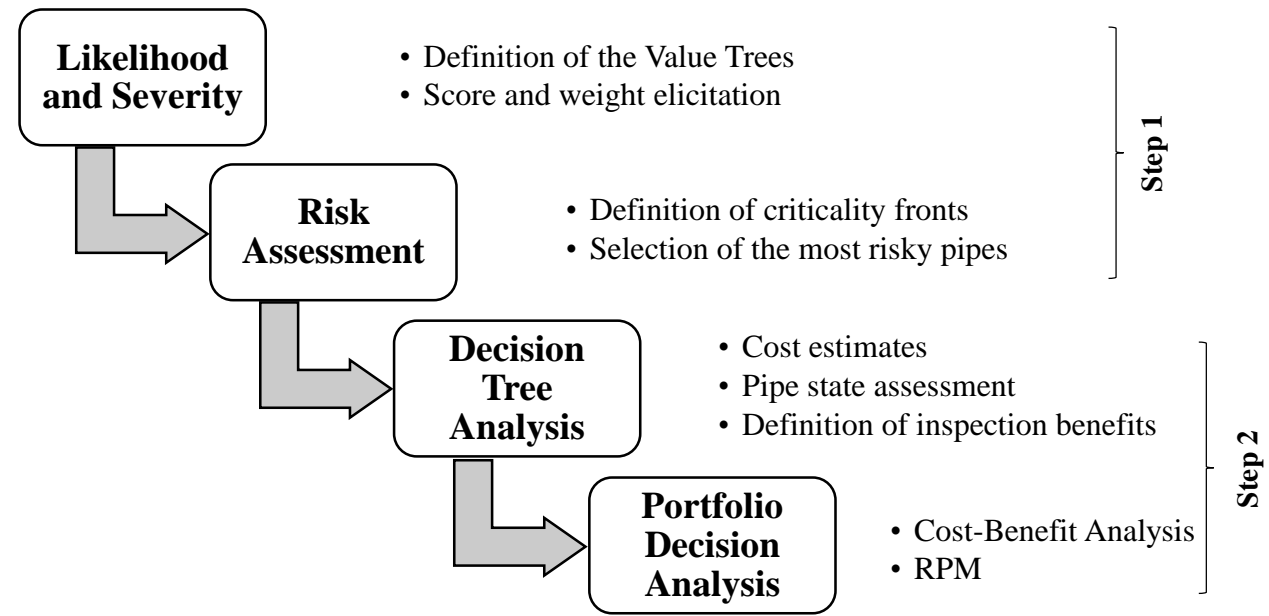 Likelihood
and Severity
• Definition of the Value Trees
• Score and weight elicitation
Step 1
Risk
Assessment
• Definition of criticality fronts
• Selection of the most risky pipes
Decision
Tree
Analysis
• Cost estimates
• Pipe state assessment
• Definition of inspection benefits
Step 2
Portfolio
Decision
Analysis
• Cost-Benefit Analysis
• RPM